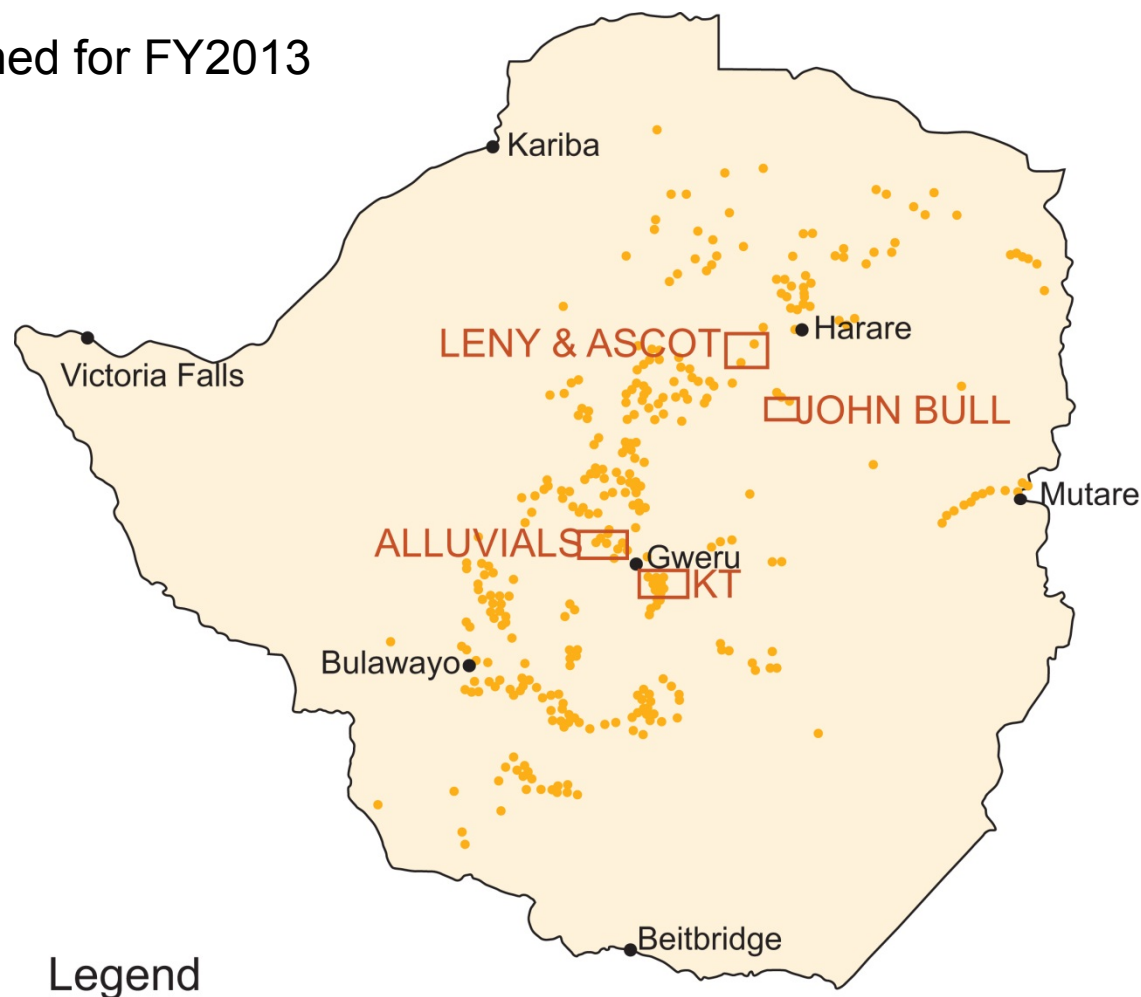 ned for FY2013
Kariba
Harare
LENY & ASCOT
Victoria Falls
JOHN BULL
Mutare
ALLUVIALS
Gweru
KT
Bulawayo
Beitbridge
Legend